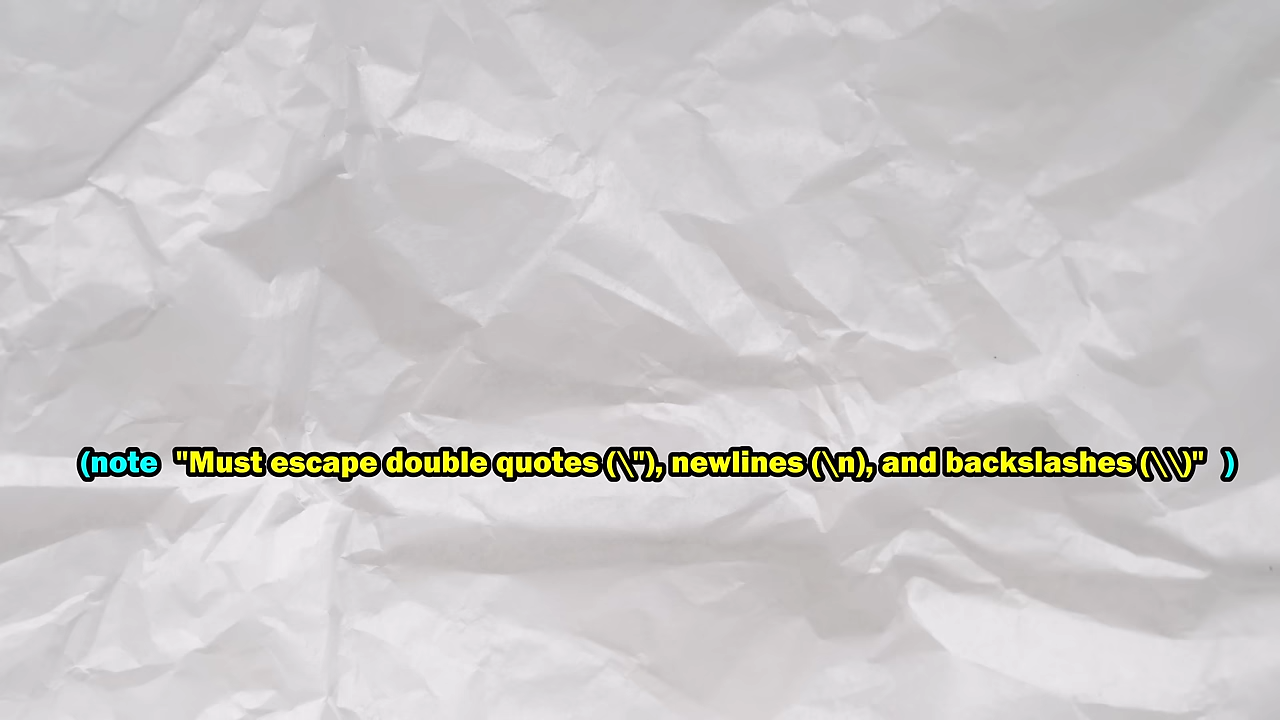 (note "Must escape double quotes (\"), newlines (\n), and backslashes (\\)" )